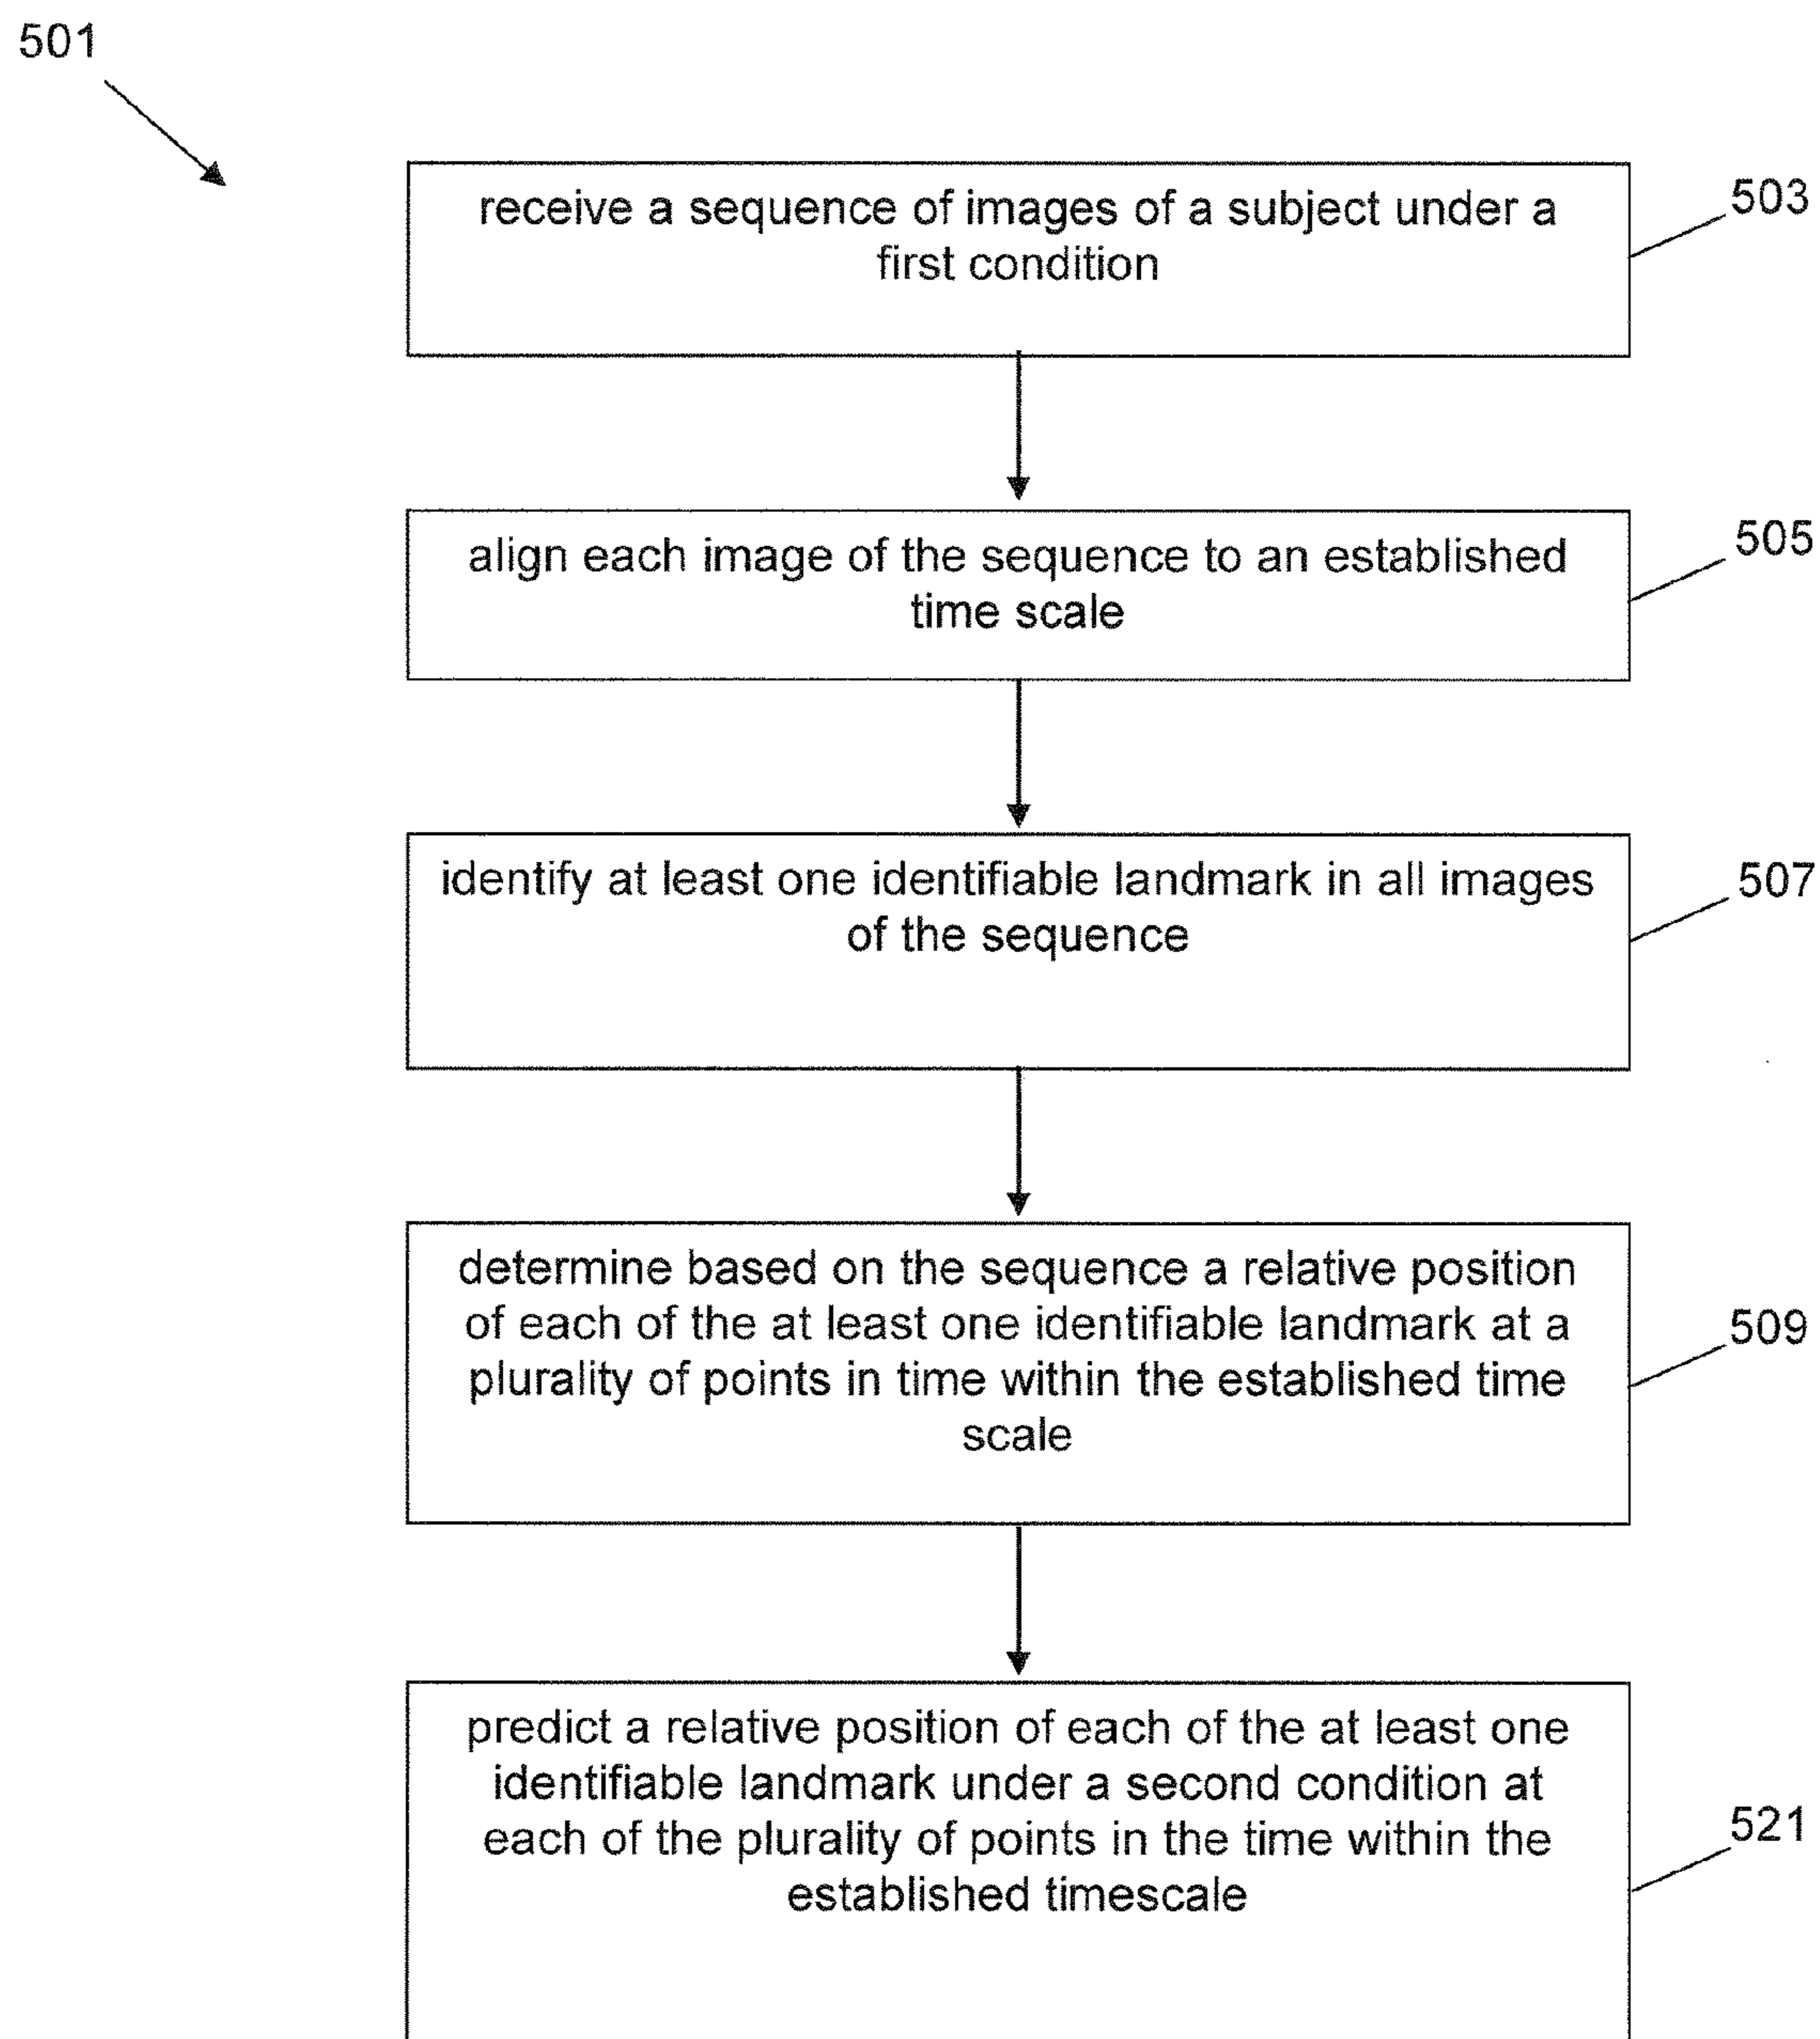 501
receive a sequence of images of a subject under a
first condition
503
align each image of the sequence to an established
time scale
505
identify at least one identifiable landmark in all images
of the sequence
507
determine based on the sequence a relative position
of each of the at least one identifiable landmark at a
plurality of points in time within the established time
scale
509
predict a relative position of each of the at least one
identifiable landmark under a second condition at
each of the plurality of points in the time within the
established timescale
521